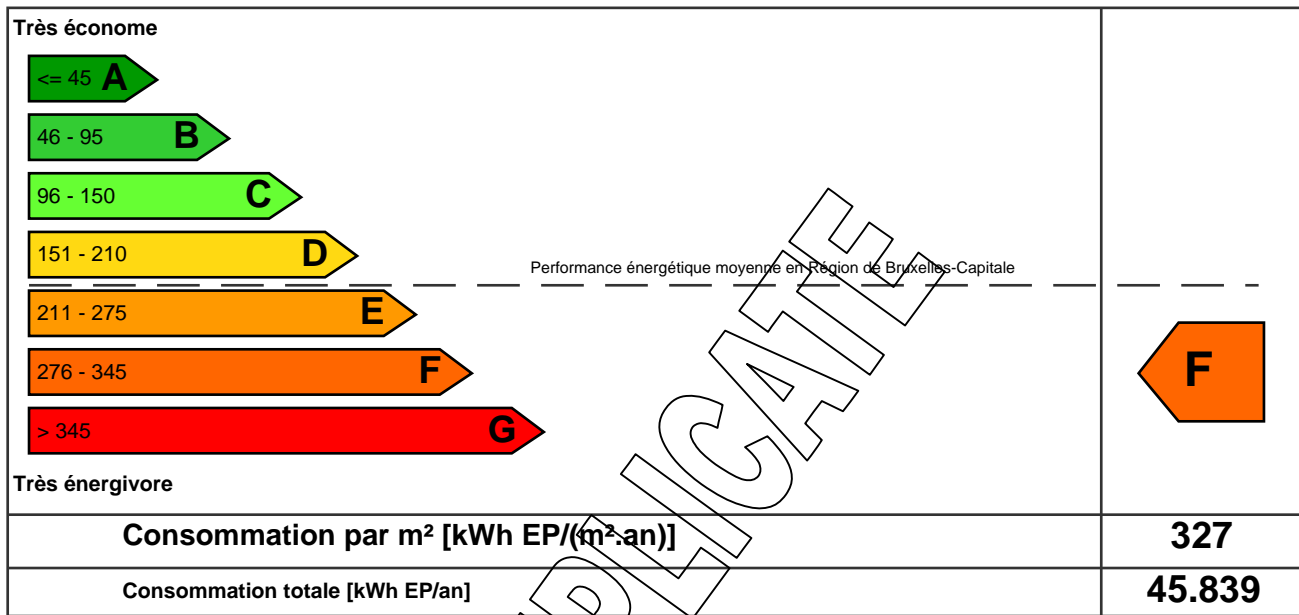 Très économe
<= 45 A
46 - 95 B
96 - 150 C
151 - 210 D
Performance énergétique moyenne en Région de Bruxelles-Capitale
211 - 275 E
276 - 345 F
F
> 345 G
Très énergivore
Consommation par m² [kWh EP/(m².an)] 327
Consommation totale [kWh EP/an] 45.839
PLICATE